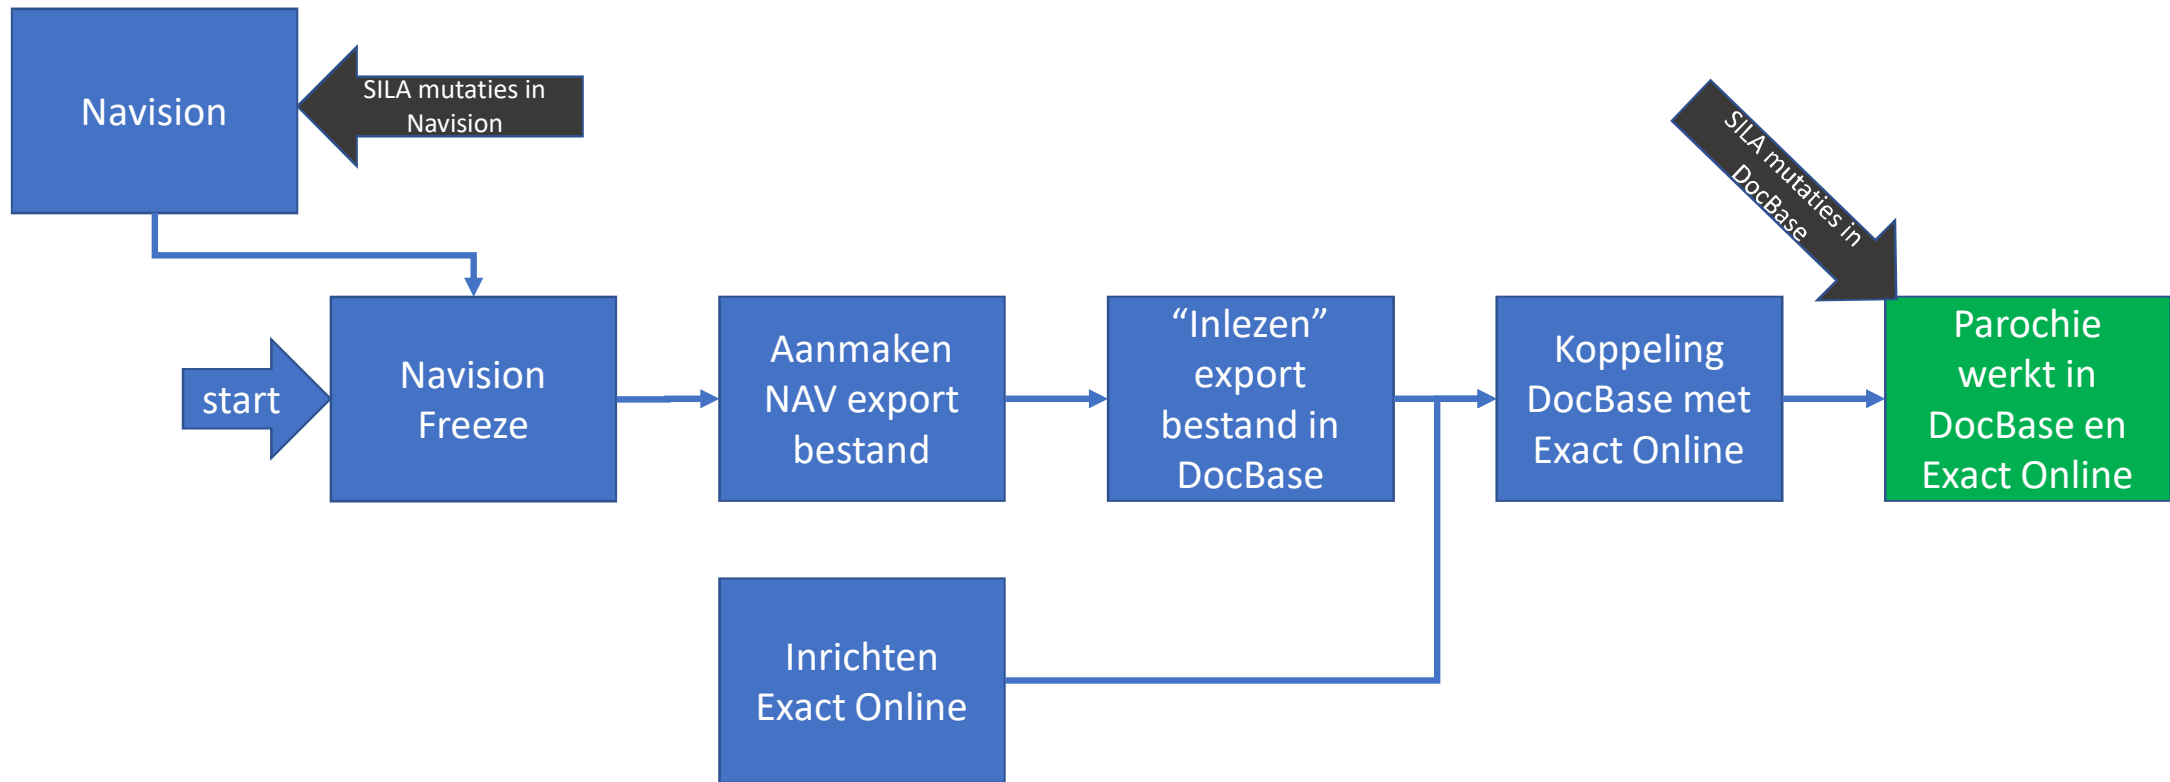 Navision
SILA mutaties in
Navision
SILA mutaties in
DocBase
start
Navision
Freeze
Aanmaken
NAV export
bestand
“Inlezen”
export
bestand in
DocBase
Koppeling
DocBase met
Exact Online
Parochie
werkt in
DocBase en
Exact Online
Inrichten
Exact Online